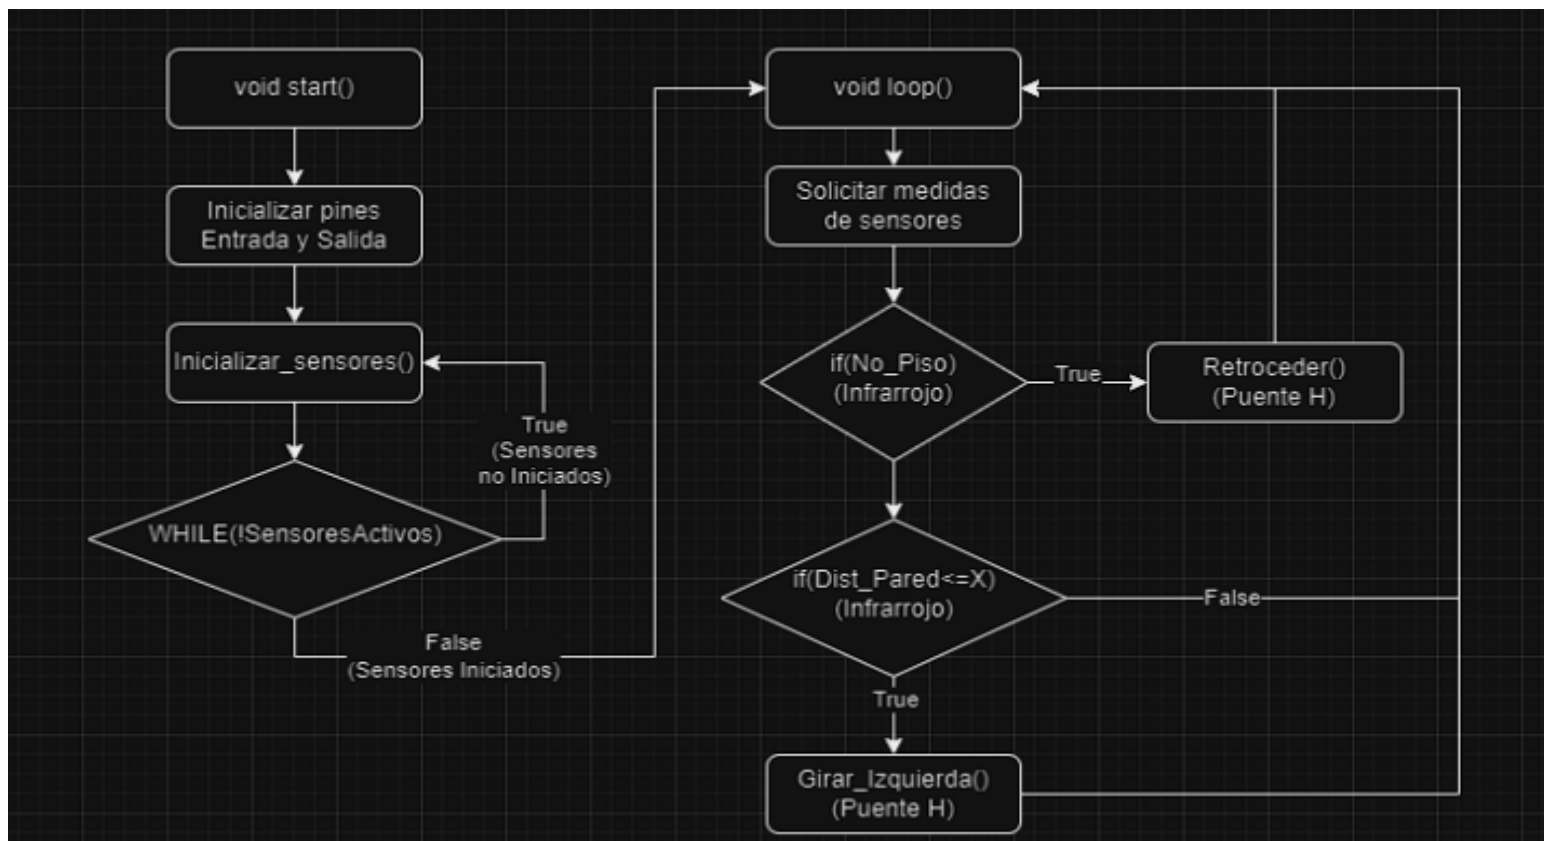 void start()
Inicializar pines
Entrada y Salida
Inicializar_sensores()
True
(Sensores
no Iniciados)
WHILE(!SensoresActivos)
False
(Sensores Iniciados)
void loop()
Solicitar medidas
de sensores
if(No_Piso)
(Infrarrojo)
True
Retroceder()
(Puente H)
if(Dist_Pared<=X)
(Infrarrojo)
False
True
Girar_Izquierda()
(Puente H)